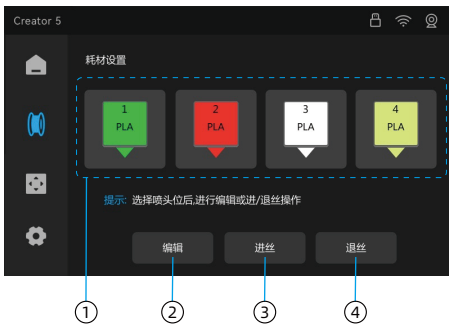 Creator 5
耗材设置
1 2 3 4
PLA PLA PLA PLA
提示: 选择喷头位后,进行编辑或进/退丝操作
编辑 进丝 退丝
① ② ③ ④